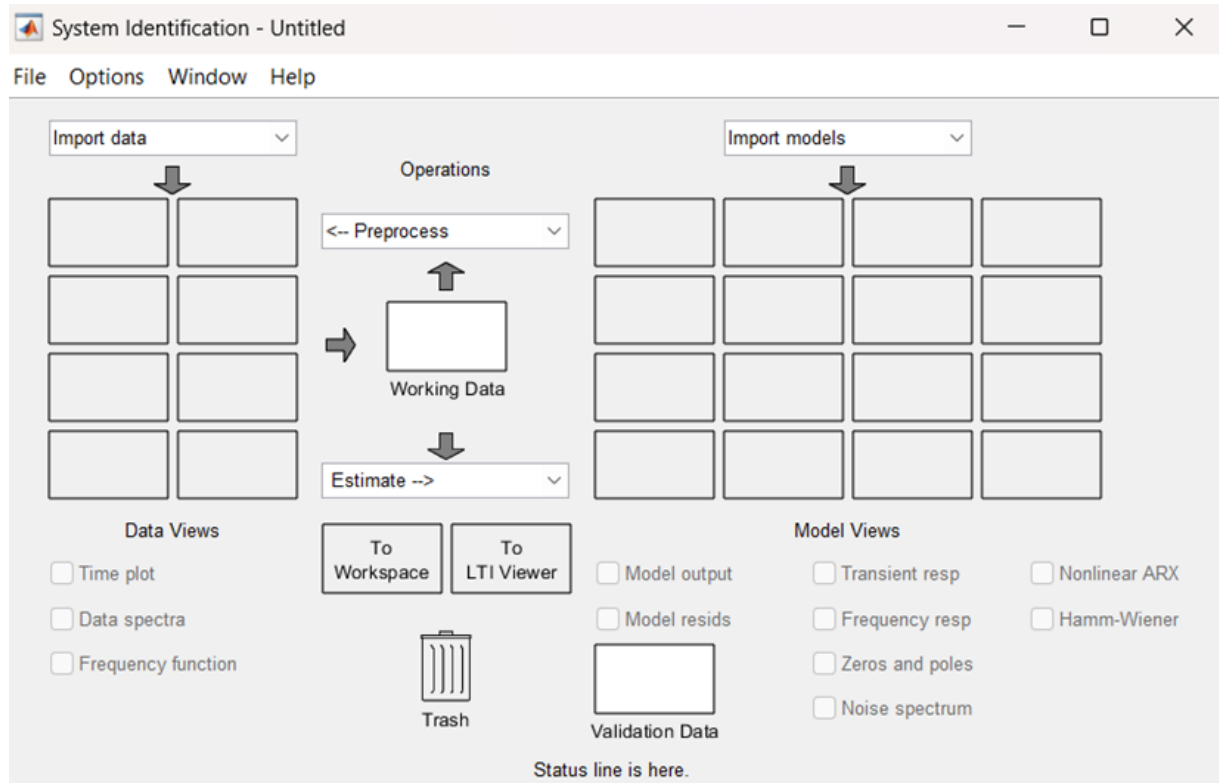 System Identification - Untitled
File Options Window Help
Import data
Import models
Operations
<-- Preprocess
Working Data
Estimate -->
Data Views
Time plot
Data spectra
Frequency function
To
Workspace
To
LTI Viewer
Trash
Model Views
Model output
Model resids
Transient resp
Frequency resp
Zeros and poles
Noise spectrum
Nonlinear ARX
Hamm-Wiener
Validation Data
Status line is here.